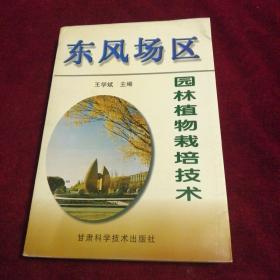 东风场区
王学斌 主编
园林植物栽培技术
甘肃科学技术出版社